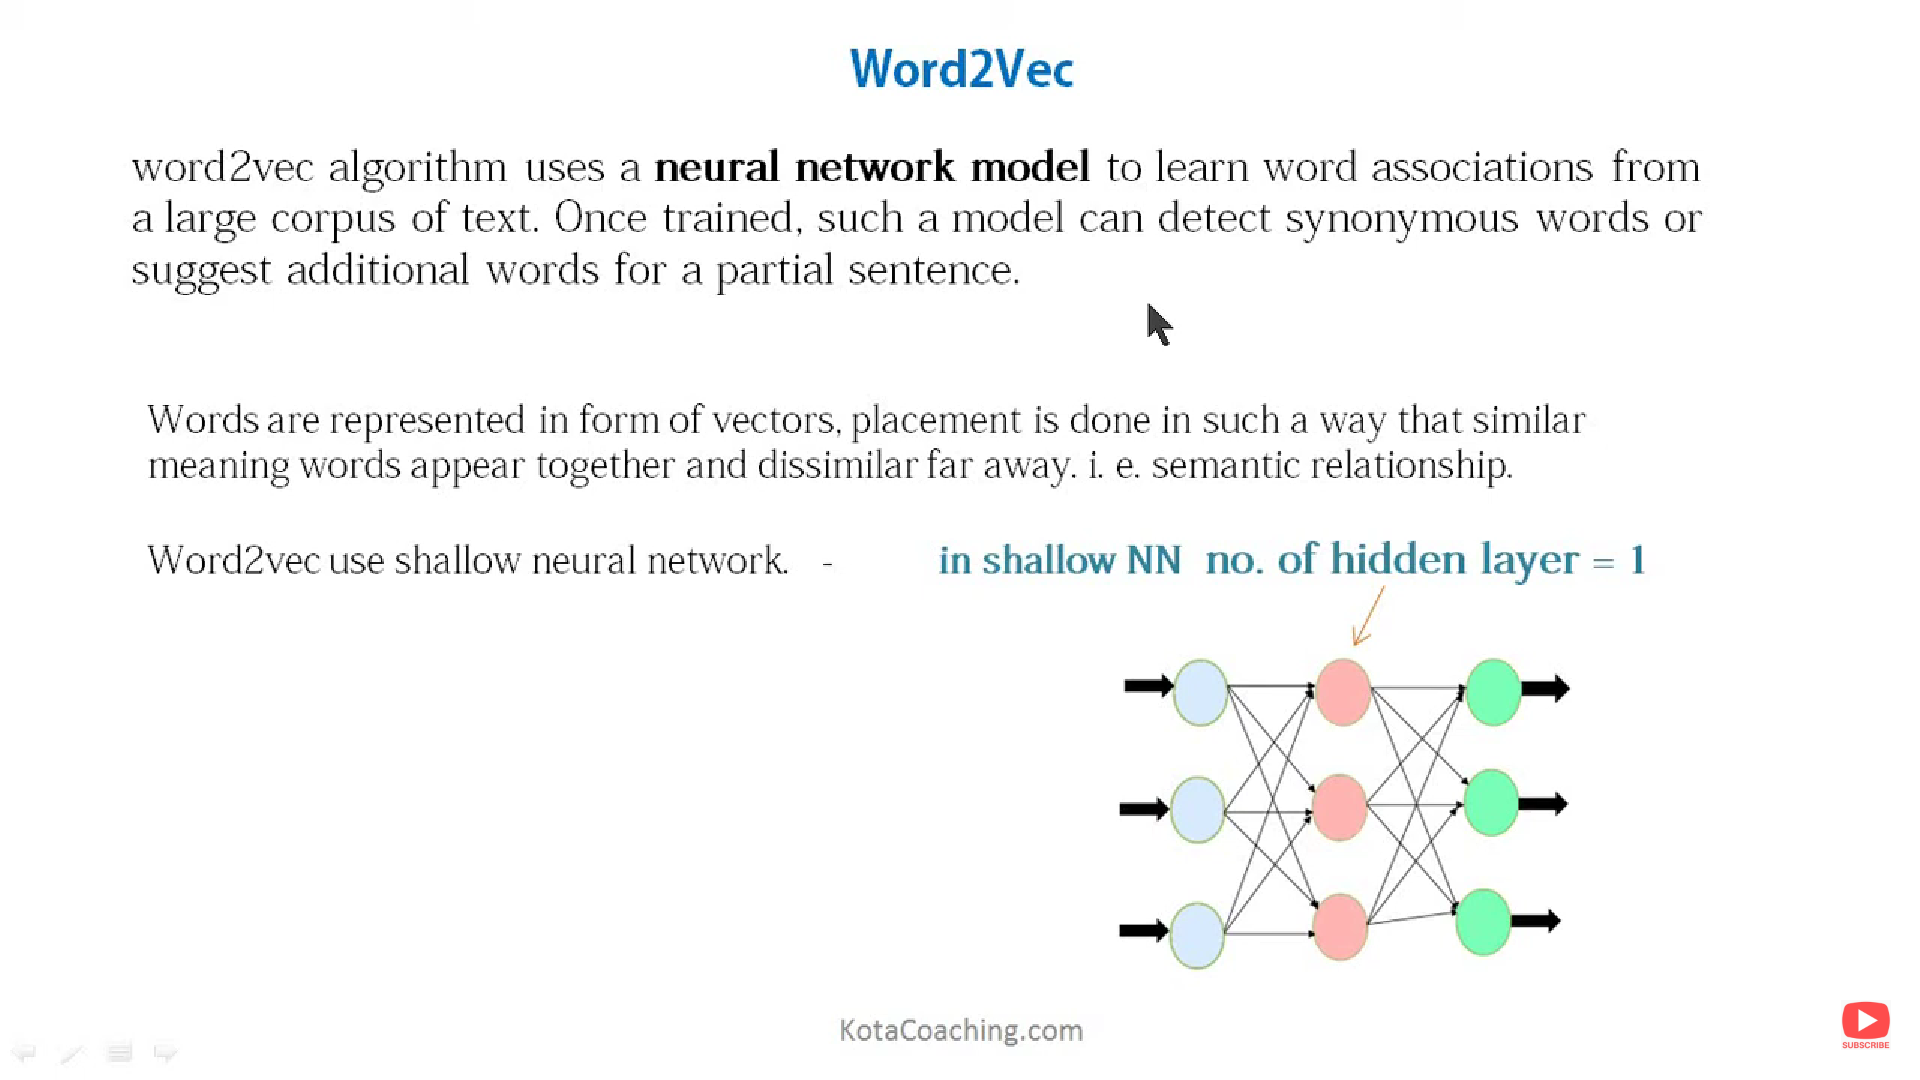 Word2Vec
word2vec algorithm uses a neural network model to learn word associations from
a large corpus of text. Once trained, such a model can detect synonymous words or
suggest additional words for a partial sentence.
Words are represented in form of vectors, placement is done in such a way that similar
meaning words appear together and dissimilar far away. i. e. semantic relationship.
Word2vec use shallow neural network. - in shallow NN no. of hidden layer = 1
KotaCoaching.com
SUBSCRIBE